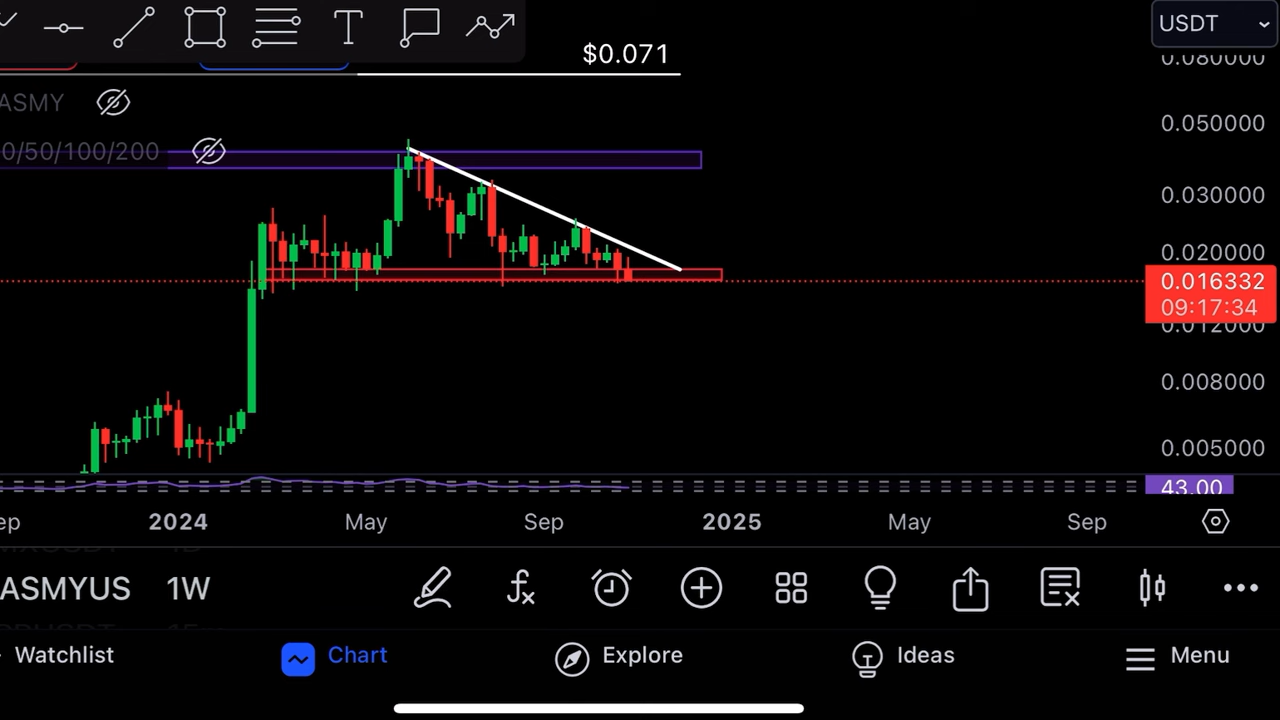 T
USDT
$0.071
0.080000
ASMY
0/50/100/200
0.050000
0.030000
0.020000
0.016332
09:17:34
0.012000
0.008000
0.005000
43.00
ep
2024
May
Sep
2025
May
Sep
ASMYUS
1W
fx
Watchlist
Chart
Explore
Ideas
Menu